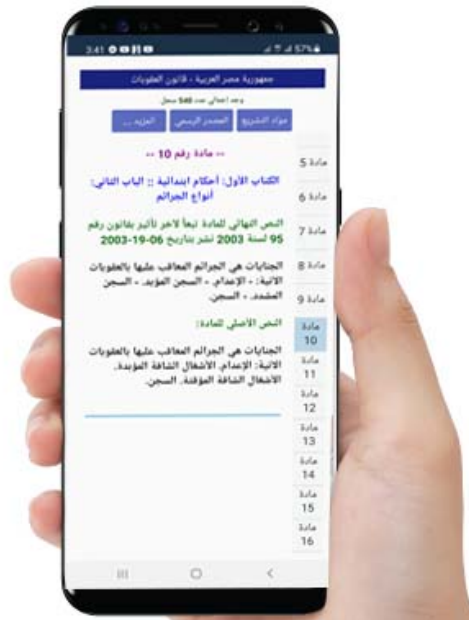 3:41
57%
جمهورية مصر العربية - قانون العقوبات
وجد إجمالي عدد 540 سجل
مواد التشريع
المصدر الرسمي
المزيد ...
-- مادة رقم 10 --
الكتاب الأول: أحكام ابتدائية :: الباب الثاني:
أنواع الجرائم
النص النهائي للمادة تبعاً لاخر تأثير بقانون رقم
95 لسنة 2003 نشر بتاريخ 06-19-2003
الجنايات هي الجرائم المعاقب عليها بالعقوبات
الآتية: - الإعدام. - السجن المؤبد. - السجن
المشدد. - السجن.
النص الأصلي للمادة:
الجنايات هي الجرائم المعاقب عليها بالعقوبات
الآتية: الإعدام. الأشغال الشاقة المؤبدة.
الأشغال الشاقة المؤقتة. السجن.
مادة 5
مادة 6
مادة 7
مادة 8
مادة 9
مادة
10
مادة
11
مادة
12
مادة
13
مادة
14
مادة
15
مادة
16